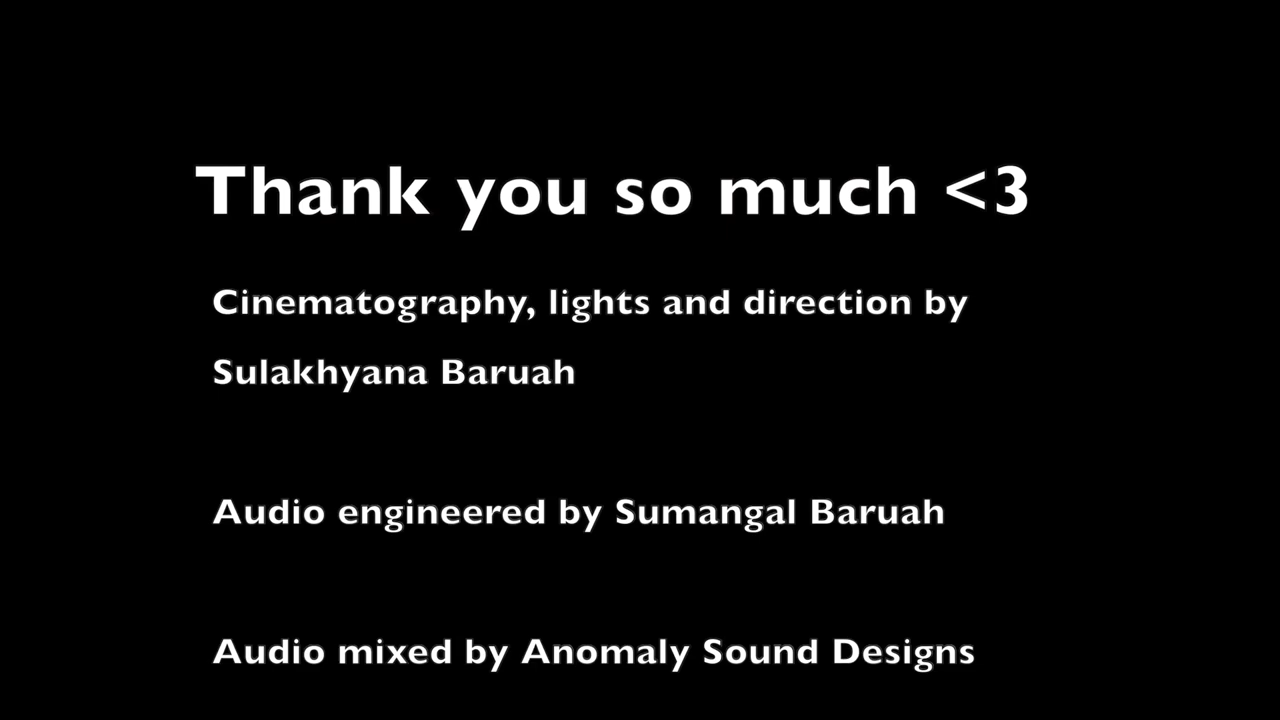 Thank you so much <3
Cinematography, lights and direction by
Sulakhyana Baruah
Audio engineered by Sumangal Baruah
Audio mixed by Anomaly Sound Designs